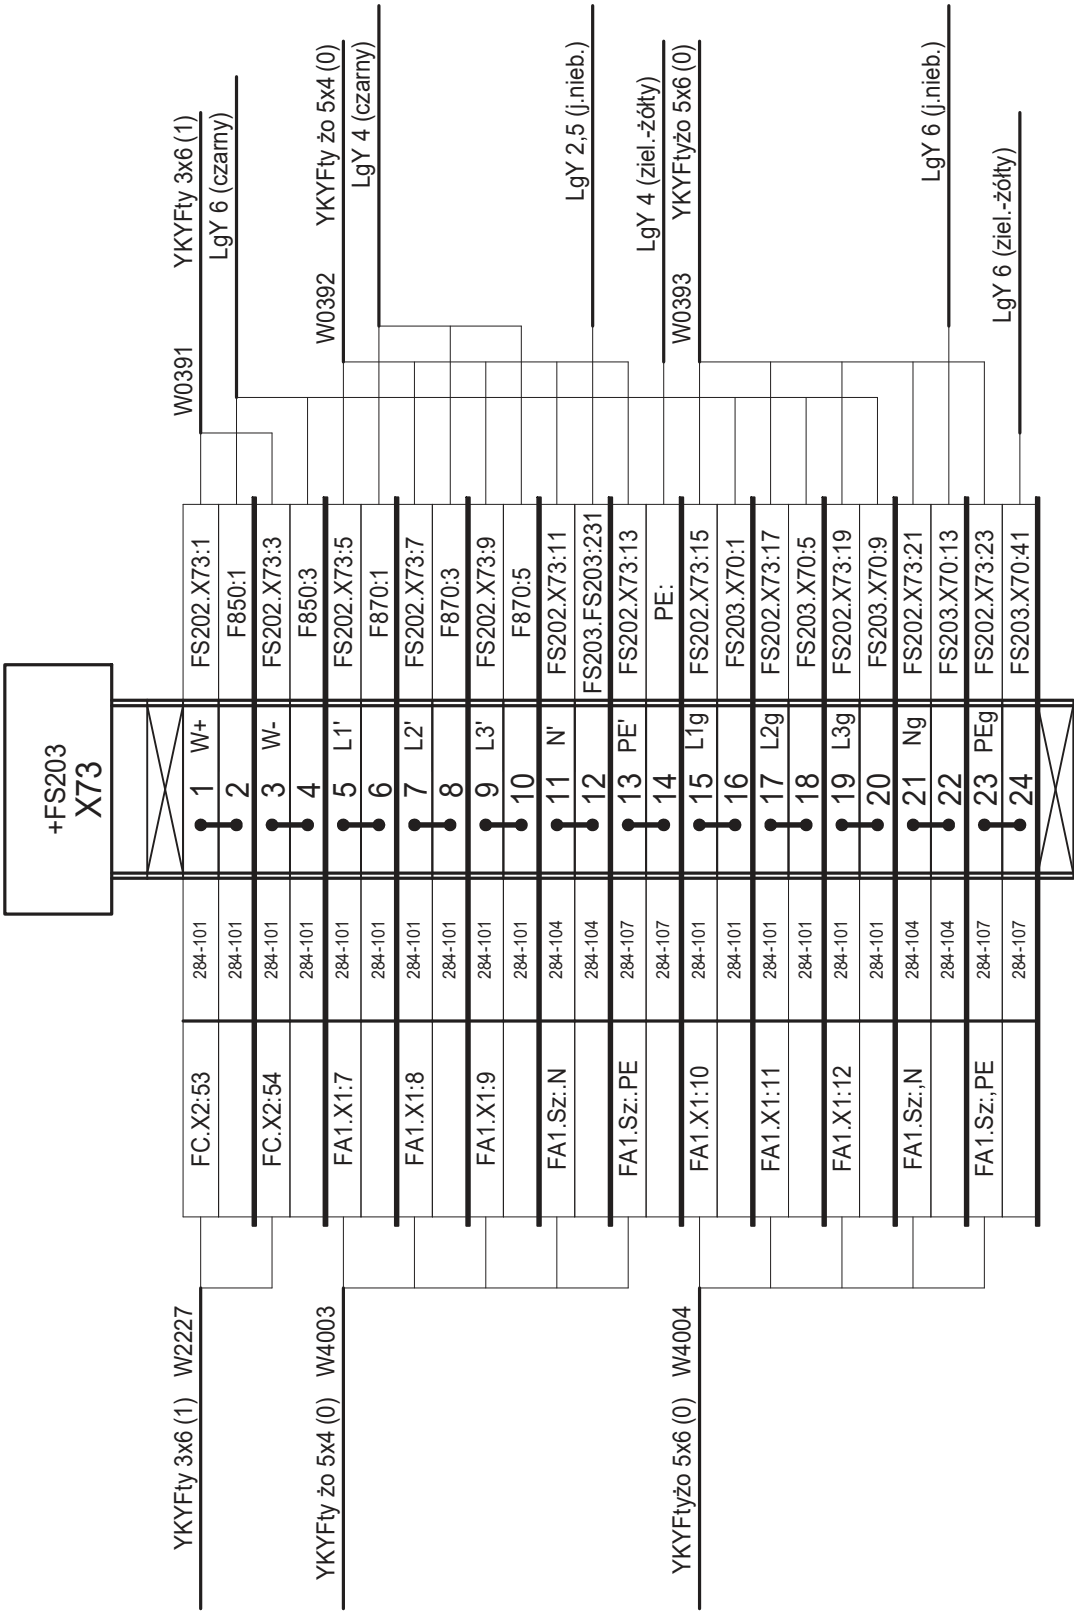 +FS203
X73
YKYFty 3x6 (1) W2227
YKYFty żo 5x4 (0) W4003
YKYFtyżo 5x6 (0) W4004
W0391 YKYFty 3x6 (1)
LgY 6 (czarny)
W0392 YKYFty żo 5x4 (0)
LgY 4 (czarny)
LgY 2,5 (j.nieb.)
LgY 4 (ziel.-żółty)
W0393 YKYFtyżo 5x6 (0)
LgY 6 (j.nieb.)
LgY 6 (ziel.-żółty)
FC.X2:53 284-101 1 W+ FS202.X73:1
284-101 2 F850:1
FC.X2:54 284-101 3 W- FS202.X73:3
284-101 4 F850:3
FA1.X1:7 284-101 5 L1' FS202.X73:5
284-101 6 F870:1
FA1.X1:8 284-101 7 L2' FS202.X73:7
284-101 8 F870:3
FA1.X1:9 284-101 9 L3' FS202.X73:9
284-101 10 F870:5
FA1.Sz:.N 284-104 11 N' FS202.X73:11
284-104 12 FS203.FS203:231
FA1.Sz:.PE 284-107 13 PE' FS202.X73:13
284-107 14 PE:
FA1.X1:10 284-101 15 L1g FS202.X73:15
284-101 16 FS203.X70:1
FA1.X1:11 284-101 17 L2g FS202.X73:17
284-101 18 FS203.X70:5
FA1.X1:12 284-101 19 L3g FS202.X73:19
284-101 20 FS203.X70:9
FA1.Sz:,N 284-104 21 Ng FS202.X73:21
284-104 22 FS203.X70:13
FA1.Sz:,PE 284-107 23 PEg FS202.X73:23
284-107 24 FS203.X70:41